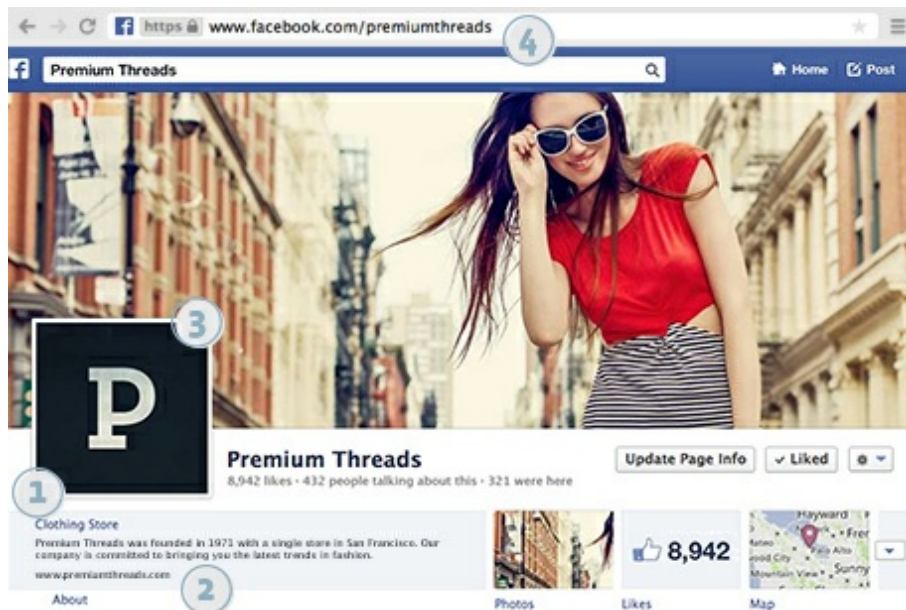 https www.facebook.com/premiumthreads
4
f Premium Threads Home Post
3
P
Premium Threads
8,942 likes · 432 people talking about this · 321 were here
Update Page Info ✓ Liked
1
Clothing Store
Premium Threads was founded in 1971 with a single store in San Francisco. Our
company is committed to bringing you the latest trends in fashion.
www.premiumthreads.com
2
About
8,942
Hayward
Palo Alto
Mountain View Sunny
Photos Likes Map